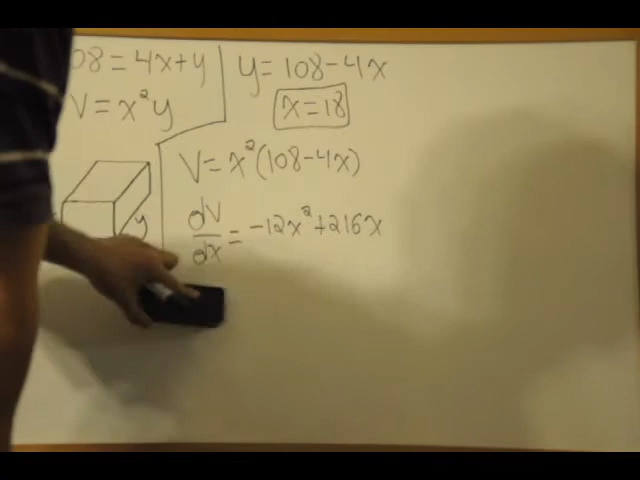 08 = 4x + y
V = x²y
y = 108 - 4x
x = 18
V = x²(108 - 4x)
dV/dx = -12x² + 216x
y